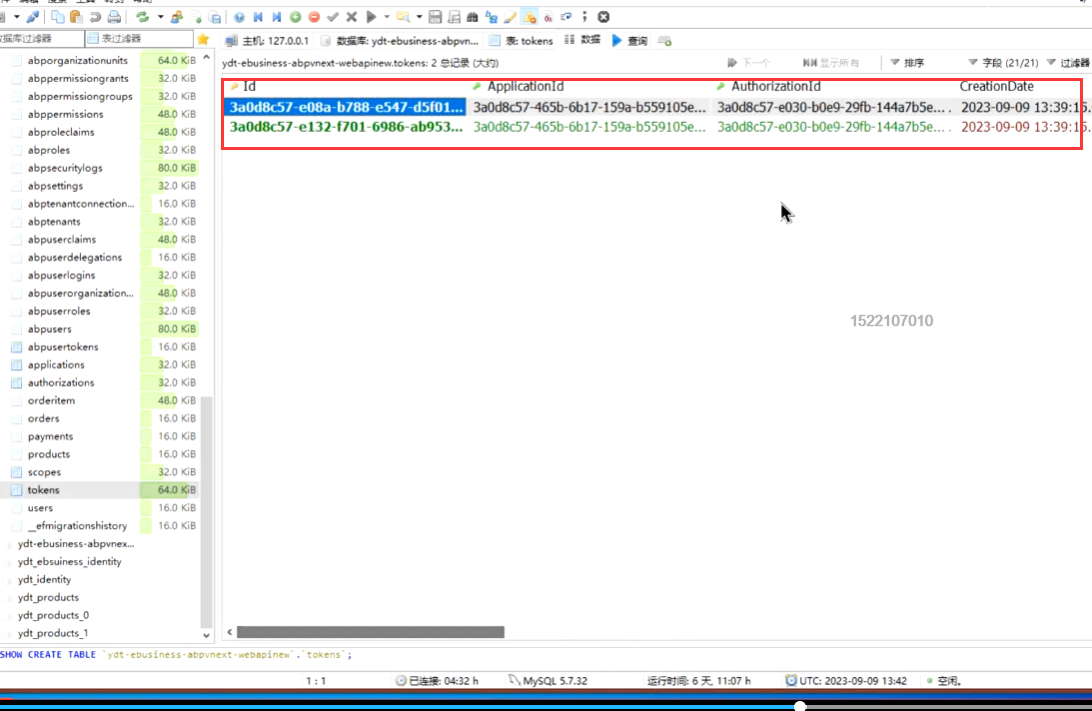 数据库过滤器 表过滤器 主机: 127.0.0.1 数据库: ydt-ebusiness-abpvn... 表: tokens 数据 查询
ydt-ebusiness-abpvnext-webapinew.tokens: 2 总记录 (大约) 下一个 显示所有 排序 字段 (21/21) 过滤器
Id ApplicationId AuthorizationId CreationDate
3a0d8c57-e08a-b788-e547-d5f01... 3a0d8c57-465b-6b17-159a-b559105e... 3a0d8c57-e030-b0e9-29fb-144a7b5e... 2023-09-09 13:39:15.
3a0d8c57-e132-f701-6986-ab953... 3a0d8c57-465b-6b17-159a-b559105e... 3a0d8c57-e030-b0e9-29fb-144a7b5e... 2023-09-09 13:39:15.
abporganizationunits 64.0 KiB
abppermissiongrants 32.0 KiB
abppermissiongroups 32.0 KiB
abppermissions 48.0 KiB
abproleclaims 48.0 KiB
abproles 32.0 KiB
abpsecuritylogs 80.0 KiB
abpsettings 32.0 KiB
abptenantconnection... 16.0 KiB
abptenants 32.0 KiB
abpuserclaims 48.0 KiB
abpuserdelegations 16.0 KiB
abpuserlogins 32.0 KiB
abpuserorganization... 48.0 KiB
abpuserroles 32.0 KiB
abpusers 80.0 KiB
abpusertokens 16.0 KiB
applications 32.0 KiB
authorizations 32.0 KiB
orderitem 48.0 KiB
orders 16.0 KiB
payments 16.0 KiB
products 16.0 KiB
scopes 32.0 KiB
tokens 64.0 KiB
users 16.0 KiB
__efmigrationshistory 16.0 KiB
ydt-ebusiness-abpvnex...
ydt_ebsuiness_identity
ydt_identity
ydt_products
ydt_products_0
ydt_products_1
1522107010
SHOW CREATE TABLE `ydt-ebusiness-abpvnext-webapinew`.`tokens`;
1 : 1 已连接: 04:32 h MySQL 5.7.32 运行时间: 6 天, 11:07 h UTC: 2023-09-09 13:42 空闲。